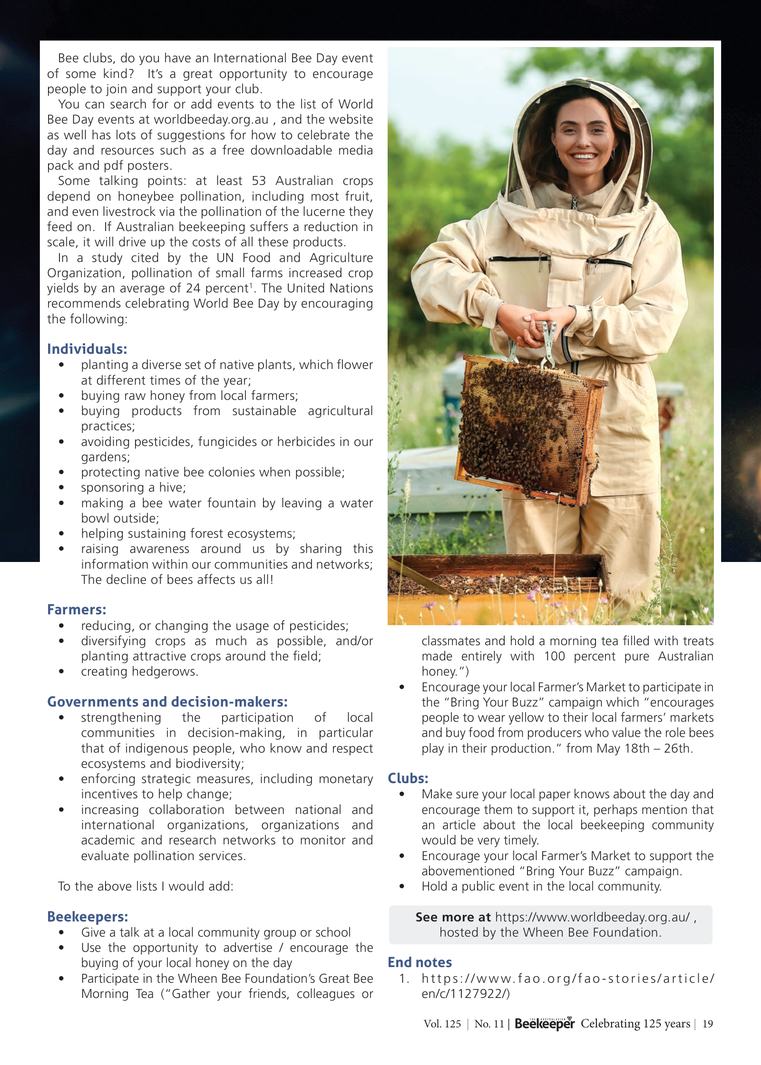 Bee clubs, do you have an International Bee Day event
of some kind? It’s a great opportunity to encourage
people to join and support your club.
You can search for or add events to the list of World
Bee Day events at worldbeeday.org.au , and the website
as well has lots of suggestions for how to celebrate the
day and resources such as a free downloadable media
pack and pdf posters.
Some talking points: at least 53 Australian crops
depend on honeybee pollination, including most fruit,
and even livestock via the pollination of the lucerne they
feed on. If Australian beekeeping suffers a reduction in
scale, it will drive up the costs of all these products.
In a study cited by the UN Food and Agriculture
Organization, pollination of small farms increased crop
yields by an average of 24 percent¹. The United Nations
recommends celebrating World Bee Day by encouraging
the following:
Individuals:
• planting a diverse set of native plants, which flower
at different times of the year;
• buying raw honey from local farmers;
• buying products from sustainable agricultural
practices;
• avoiding pesticides, fungicides or herbicides in our
gardens;
• protecting native bee colonies when possible;
• sponsoring a hive;
• making a bee water fountain by leaving a water
bowl outside;
• helping sustaining forest ecosystems;
• raising awareness around us by sharing this
information within our communities and networks;
The decline of bees affects us all!
Farmers:
• reducing, or changing the usage of pesticides;
• diversifying crops as much as possible, and/or
planting attractive crops around the field;
• creating hedgerows.
Governments and decision-makers:
• strengthening the participation of local
communities in decision-making, in particular
that of indigenous people, who know and respect
ecosystems and biodiversity;
• enforcing strategic measures, including monetary
incentives to help change;
• increasing collaboration between national and
international organizations, organizations and
academic and research networks to monitor and
evaluate pollination services.
To the above lists I would add:
Beekeepers:
• Give a talk at a local community group or school
• Use the opportunity to advertise / encourage the
buying of your local honey on the day
• Participate in the Wheen Bee Foundation’s Great Bee
Morning Tea (“Gather your friends, colleagues or
classmates and hold a morning tea filled with treats
made entirely with 100 percent pure Australian
honey.”)
• Encourage your local Farmer’s Market to participate in
the “Bring Your Buzz” campaign which “encourages
people to wear yellow to their local farmers’ markets
and buy food from producers who value the role bees
play in their production.” from May 18th – 26th.
Clubs:
• Make sure your local paper knows about the day and
encourage them to support it, perhaps mention that
an article about the local beekeeping community
would be very timely.
• Encourage your local Farmer’s Market to support the
abovementioned “Bring Your Buzz” campaign.
• Hold a public event in the local community.
See more at https://www.worldbeeday.org.au/ ,
hosted by the Wheen Bee Foundation.
End notes
1. https://www.fao.org/fao-stories/article/
en/c/1127922/)
Vol. 125 | No. 11 | Beekeeper Celebrating 125 years | 19